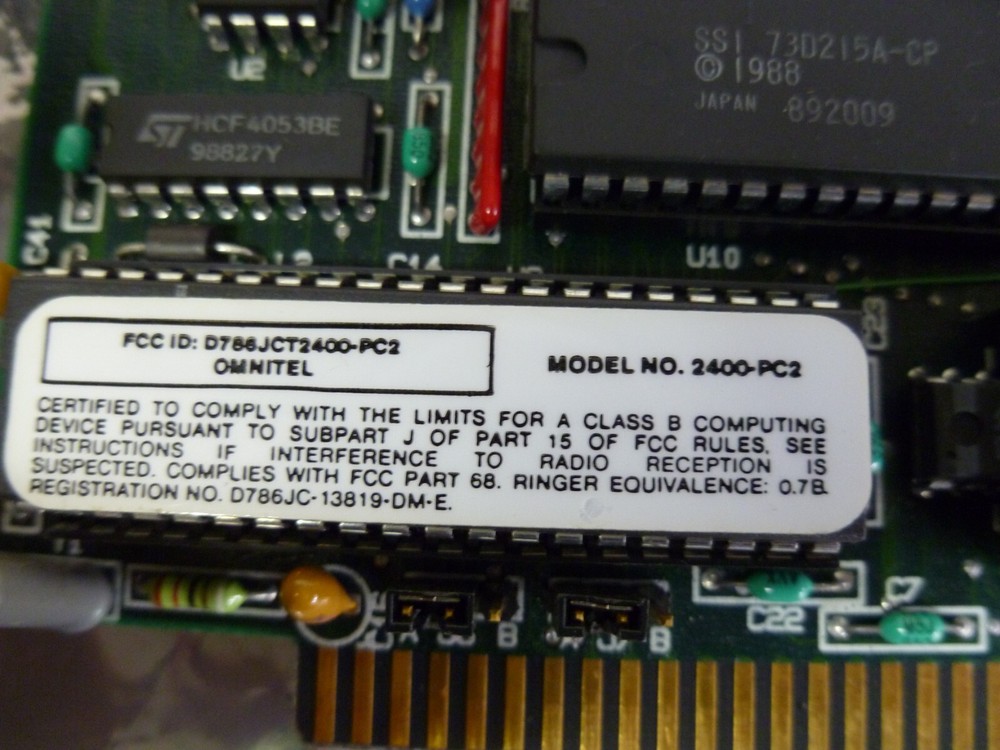 U2
SSI 73D215A-CP
© 1988
JAPAN 892009
ST HCF4053BE
98827Y
C41
C14
U10
C23
FCC ID: D786JCT2400-PC2
OMNITEL
MODEL NO. 2400-PC2
CERTIFIED TO COMPLY WITH THE LIMITS FOR A CLASS B COMPUTING
DEVICE PURSUANT TO SUBPART J OF PART 15 OF FCC RULES. SEE
INSTRUCTIONS IF INTERFERENCE TO RADIO RECEPTION IS
SUSPECTED. COMPLIES WITH FCC PART 68. RINGER EQUIVALENCE: 0.7B.
REGISTRATION NO. D786JC-13819-DM-E.
C7
C22
B
B